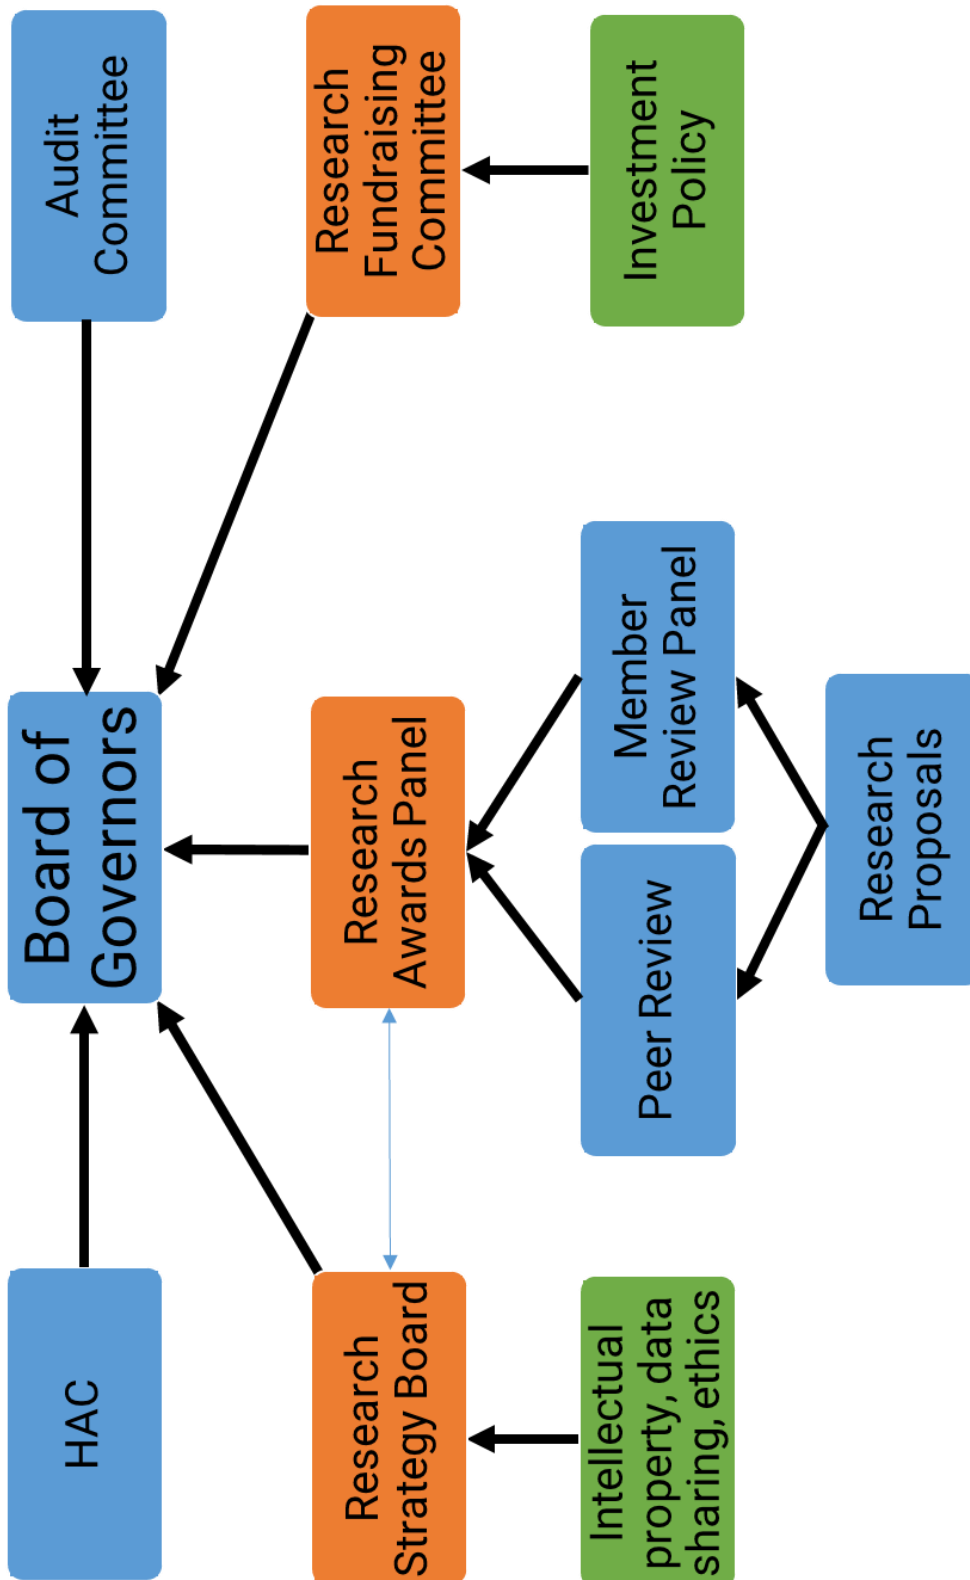 HAC
Board of
Governors
Audit
Committee
Research
Strategy Board
Research
Awards Panel
Research
Fundraising
Committee
Intellectual
property, data
sharing, ethics
Peer Review
Member
Review Panel
Investment
Policy
Research
Proposals